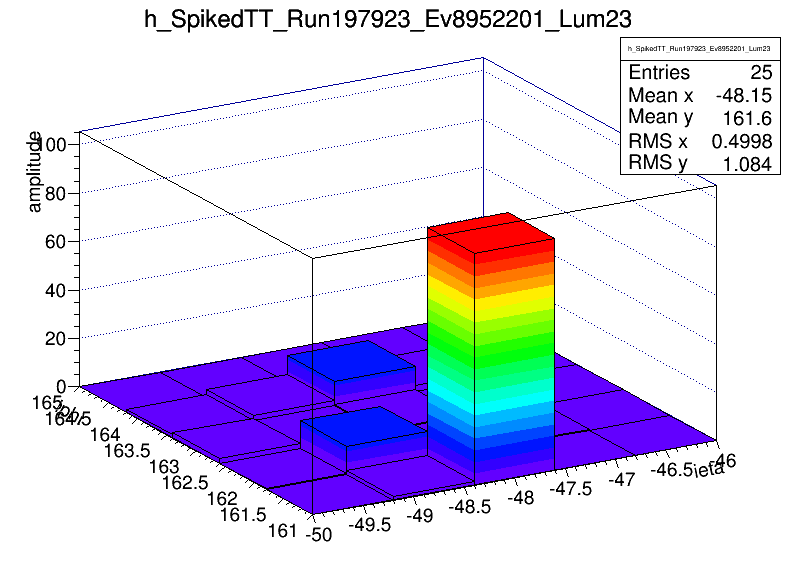 h_SpikedTT_Run197923_Ev8952201_Lum23
h_SpikedTT_Run197923_Ev8952201_Lum23
Entries 25
Mean x -48.15
Mean y 161.6
RMS x 0.4998
RMS y 1.084
amplitude
100
80
60
40
20
0
165
164.5
164
163.5
163
162.5
162
161.5
161
-50
-49.5
-49
-48.5
-48
-47.5
-47
-46.5
-46
ieta